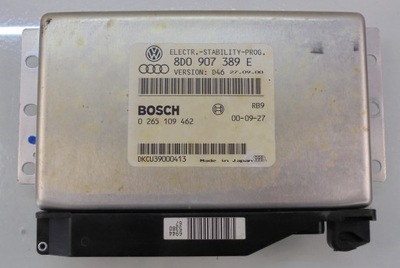 ELECTR.-STABILITY-PROG.
8D0 907 389 E
VERSION: D46 27.09.00
BOSCH
RB9
0 265 109 462
00-09-27
DKCU39000413
Made in Japan